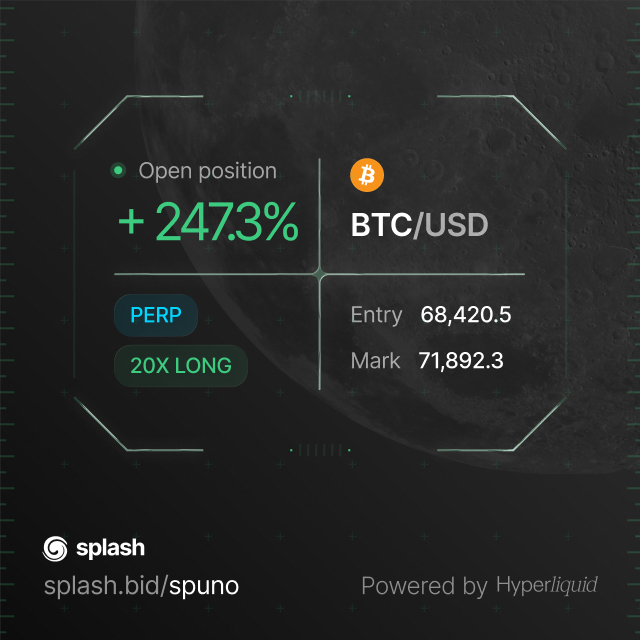 Open position
+ 247.3%
BTC/USD
PERP
20X LONG
Entry 68,420.5
Mark 71,892.3
splash
splash.bid/spuno
Powered by Hyperliquid